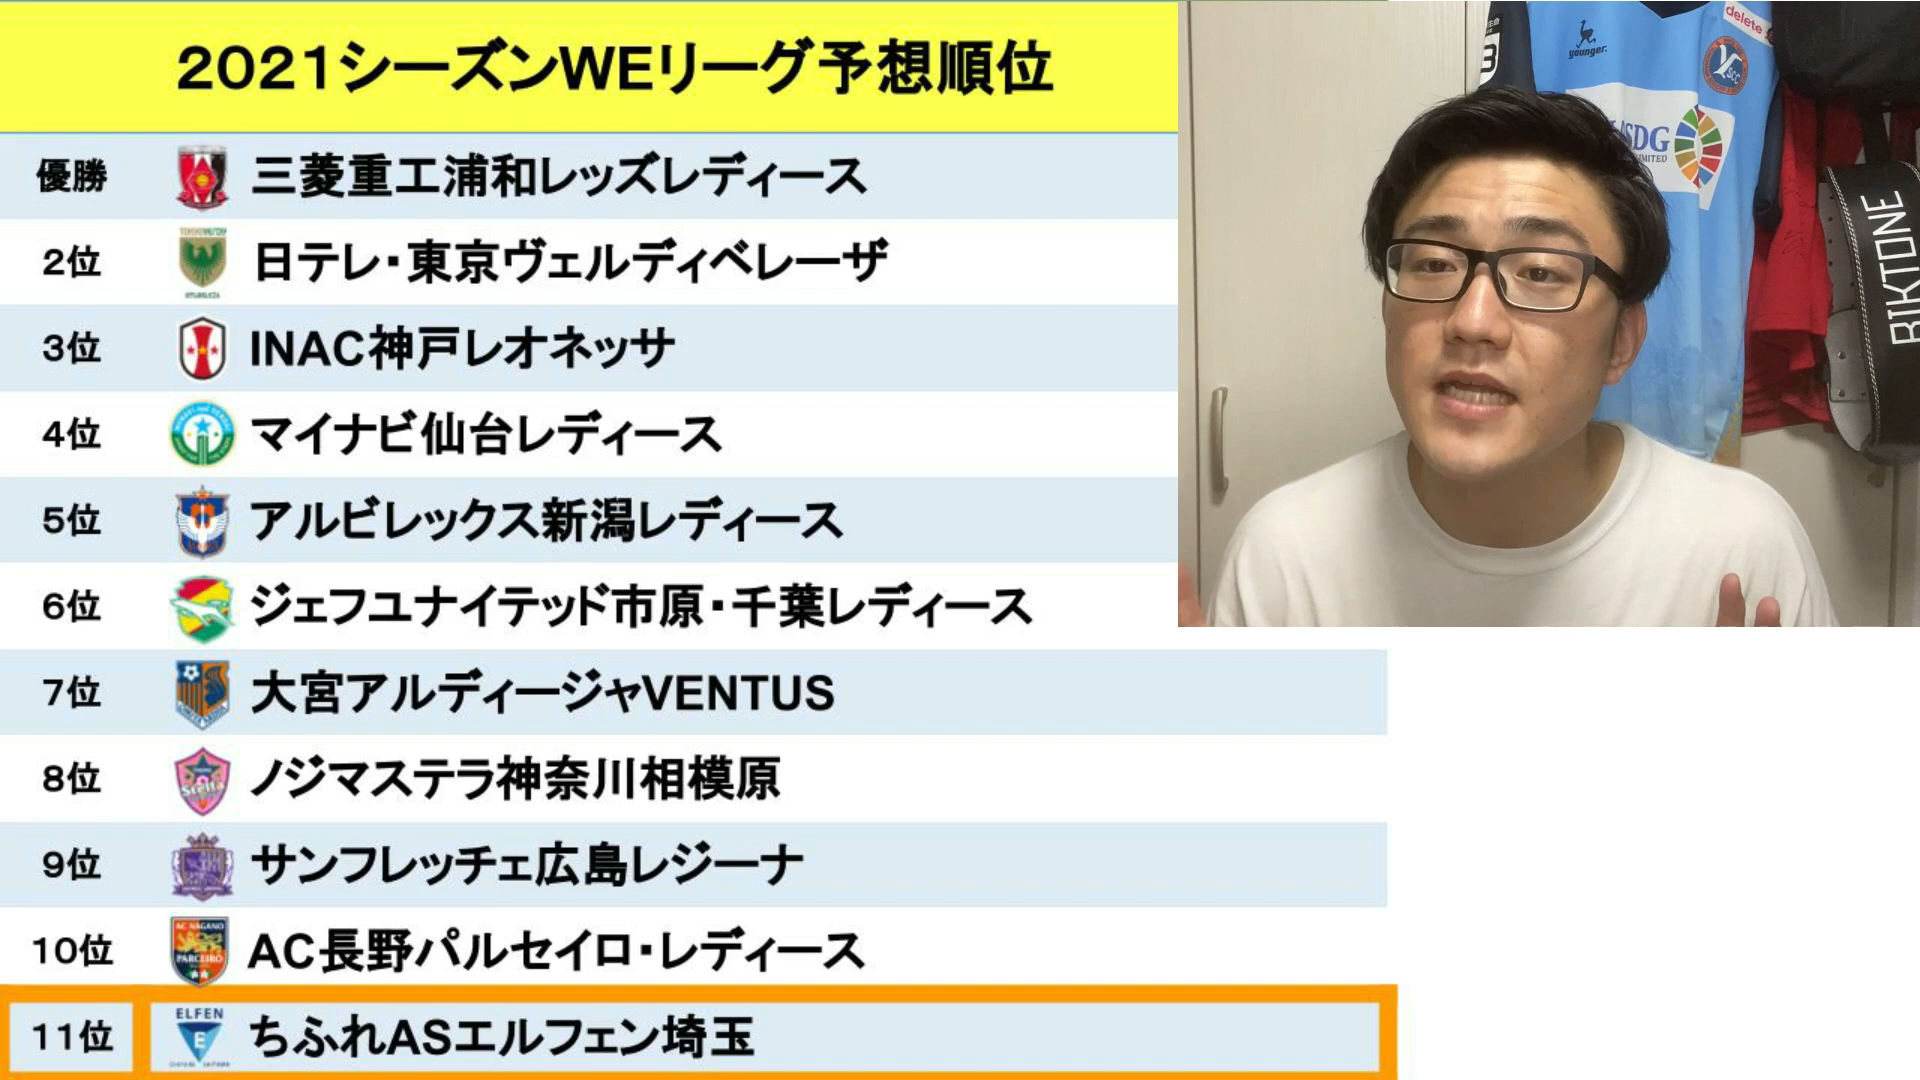 2021シーズンWEリーグ予想順位
優勝 三菱重工浦和レッズレディース
2位 日テレ・東京ヴェルディベレーザ
3位 INAC神戸レオネッサ
4位 マイナビ仙台レディース
5位 アルビレックス新潟レディース
6位 ジェフユナイテッド市原・千葉レディース
7位 大宮アルディージャVENTUS
8位 ノジマステラ神奈川相模原
9位 サンフレッチェ広島レジーナ
10位 AC長野パルセイロ・レディース
AC NAGANO
PARCEIRO
11位 ちふれASエルフェン埼玉
ELFEN
E
Stella
delete
younger.
SCC
SDG
BIKTONE
3